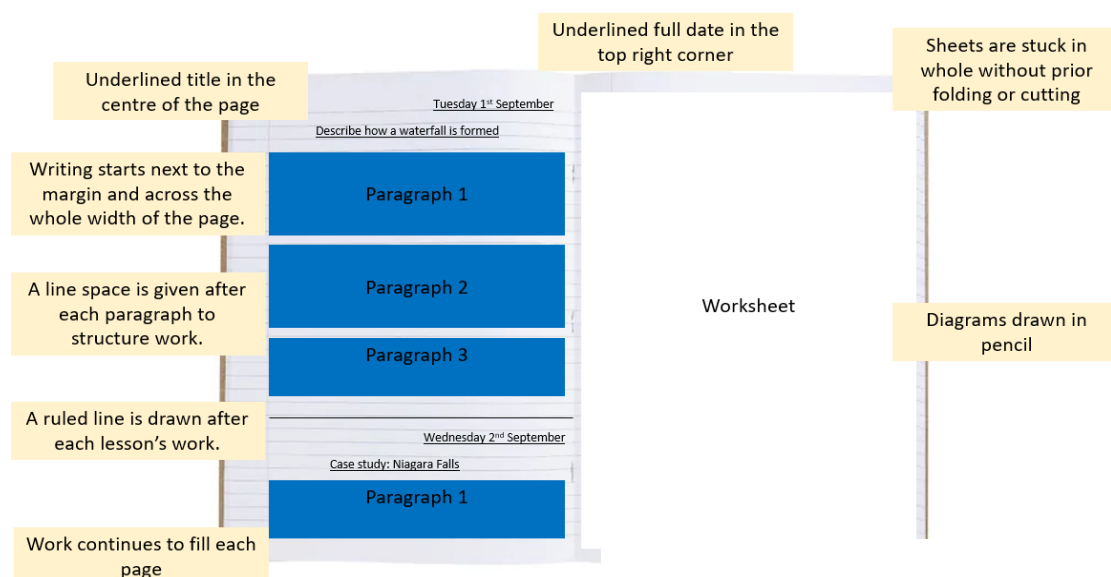 Underlined full date in the
top right corner
Sheets are stuck in
whole without prior
folding or cutting
Underlined title in the
centre of the page
Tuesday 1st September
Describe how a waterfall is formed
Writing starts next to the
margin and across the
whole width of the page.
Paragraph 1
A line space is given after
each paragraph to
structure work.
Paragraph 2
Worksheet
Diagrams drawn in
pencil
Paragraph 3
A ruled line is drawn after
each lesson’s work.
Wednesday 2nd September
Case study: Niagara Falls
Paragraph 1
Work continues to fill each
page